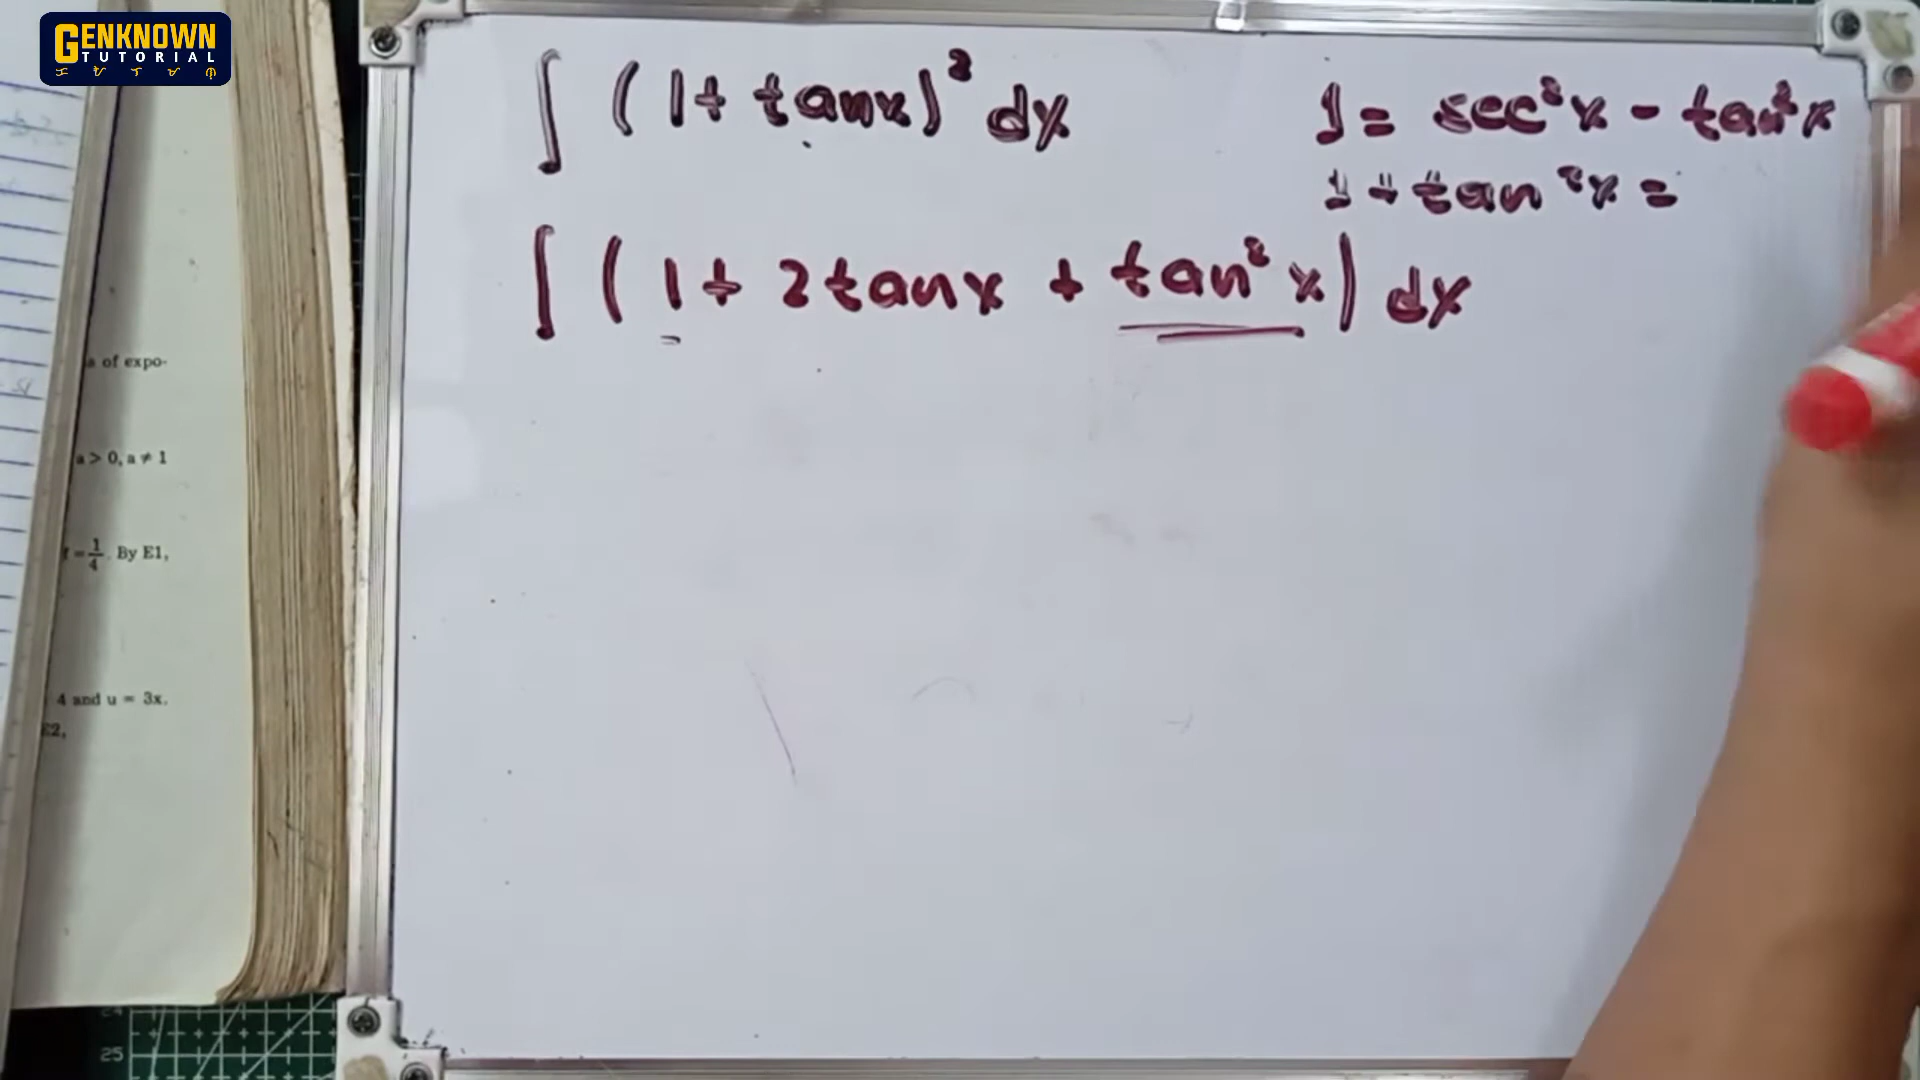 GENKNOWN
TUTORIAL
∫ (1 + tanx)² dx
1 = sec²x - tan²x
1 + tan²x =
∫ (1 + 2tanx + tan²x) dx
a of expo-
a > 0, a ≠ 1
f = 1/4. By E1,
4 and u = 3x.
E2,
25